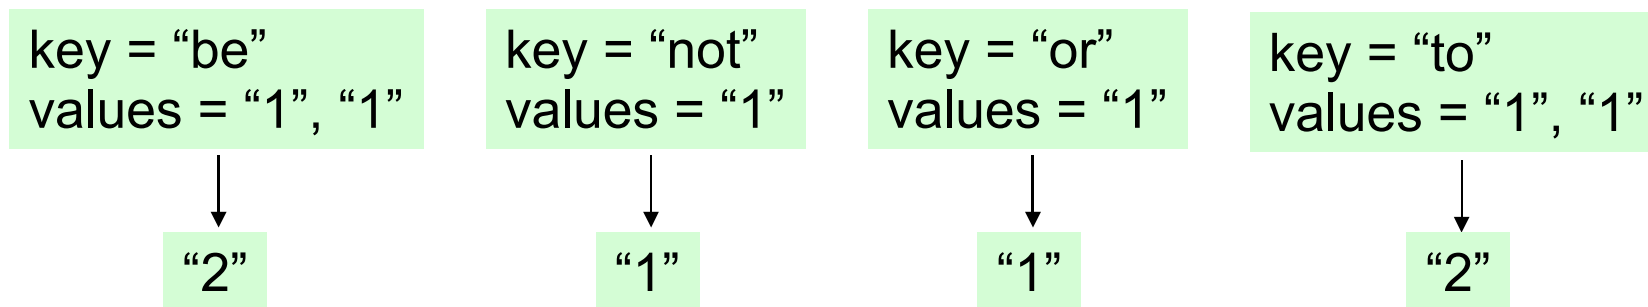 key = “be”
values = “1”, “1”
key = “not”
values = “1”
key = “or”
values = “1”
key = “to”
values = “1”, “1”
“2”
“1”
“1”
“2”